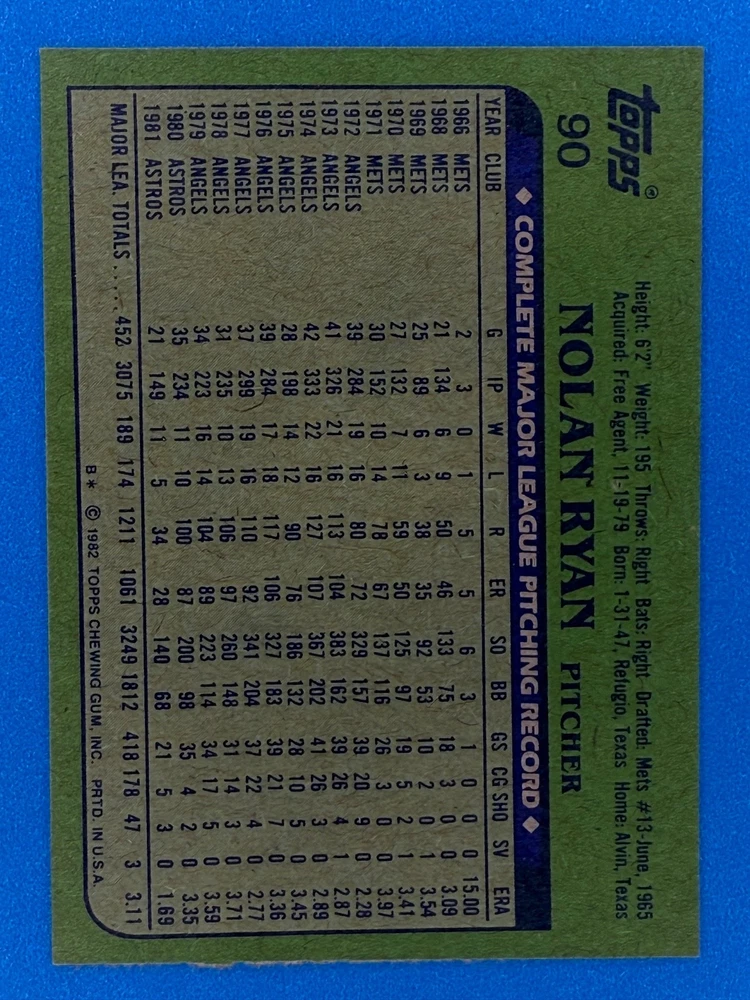 topps®
90
Height: 6'2" Weight: 195 Throws: Right Bats: Right Drafted: Mets #13-June, 1965
Acquired: Free Agent, 11-19-79 Born: 1-31-47, Refugio, Texas Home: Alvin, Texas
NOLAN RYAN PITCHER
◆ COMPLETE MAJOR LEAGUE PITCHING RECORD ◆
YEAR CLUB G IP W L R ER SO BB GS CG SHO SV ERA
1966 METS 2 3 0 1 5 5 6 3 1 0 0 0 15.00
1968 METS 21 134 6 9 50 46 133 75 18 3 0 0 3.09
1969 METS 25 89 6 3 38 35 92 53 10 2 0 1 3.54
1970 METS 27 132 7 11 59 50 125 97 19 5 2 1 3.41
1971 METS 30 152 10 14 78 67 137 116 26 3 0 0 3.97
1972 ANGELS 39 284 19 16 80 72 329 157 39 20 9 0 2.28
1973 ANGELS 41 326 21 16 113 104 383 162 39 26 4 1 2.87
1974 ANGELS 42 333 22 16 127 107 367 202 41 26 3 0 2.89
1975 ANGELS 28 198 14 12 90 76 186 132 28 10 5 0 3.45
1976 ANGELS 39 284 17 18 117 106 327 183 39 21 7 0 3.36
1977 ANGELS 37 299 19 16 110 92 341 204 37 22 4 0 2.77
1978 ANGELS 31 235 10 13 106 97 260 148 31 14 3 0 3.71
1979 ANGELS 34 223 16 14 104 89 223 114 34 17 5 0 3.59
1980 ASTROS 35 234 11 10 100 87 200 98 35 4 2 0 3.35
1981 ASTROS 21 149 11 5 34 28 140 68 21 5 3 0 1.69
MAJOR LEA. TOTALS ..... 452 3075 189 174 1211 1061 3249 1812 418 178 47 3 3.11
B* © 1982 TOPPS CHEWING GUM, INC. PRTD. IN U.S.A.